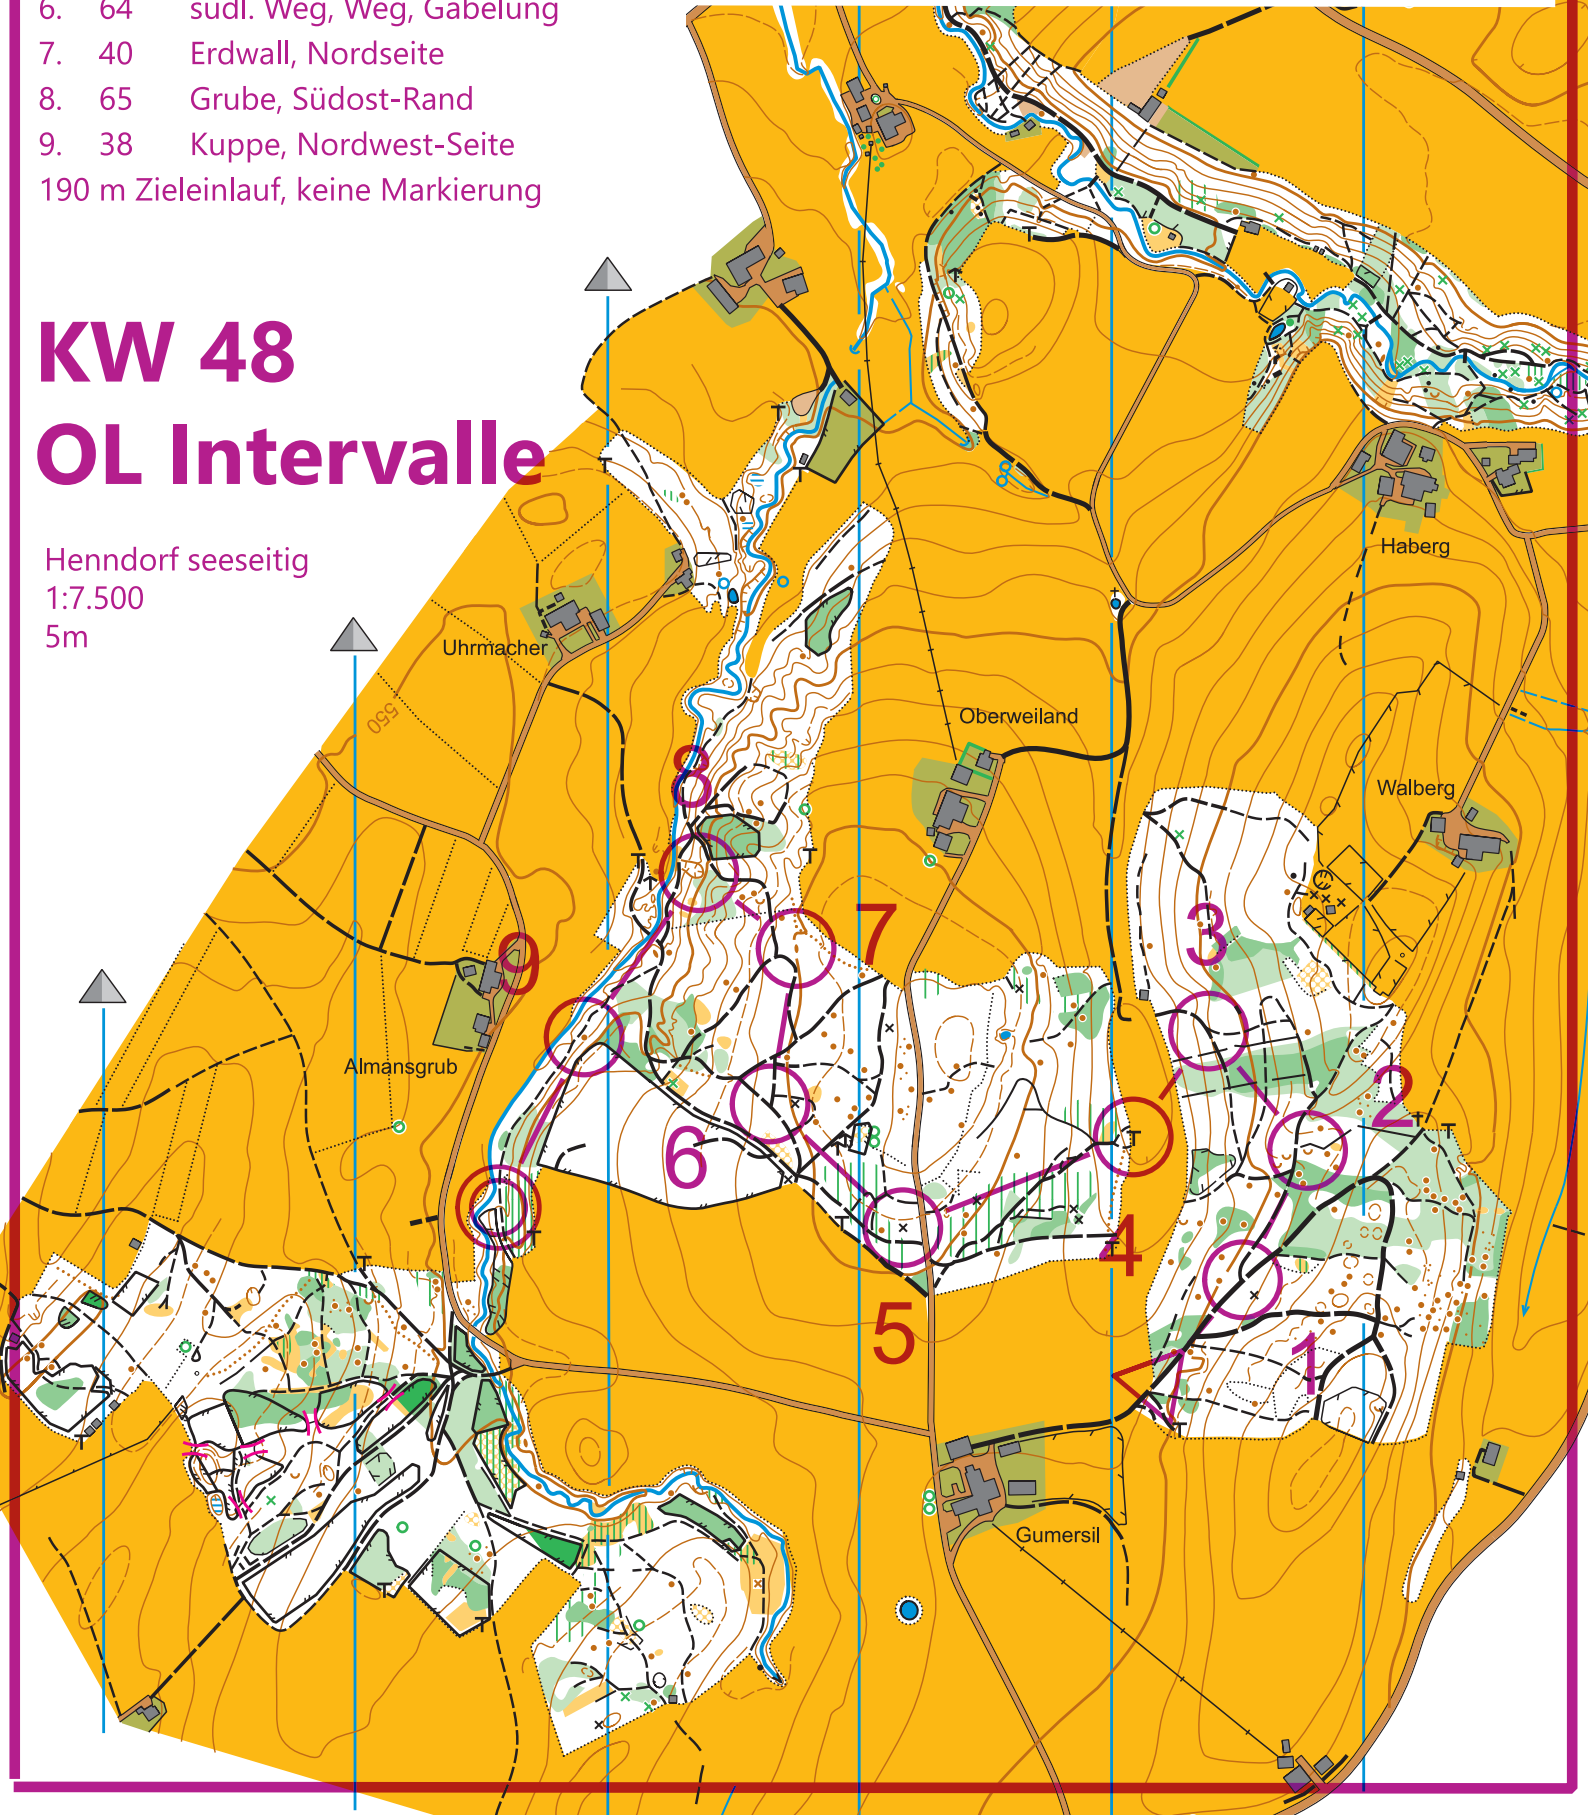 6. 64 südl. Weg, Weg, Gabelung
7. 40 Erdwall, Nordseite
8. 65 Grube, Südost-Rand
9. 38 Kuppe, Nordwest-Seite
190 m Zieleinlauf, keine Markierung
KW 48
OL Intervalle
Henndorf seeseitig
1:7.500
5m
Haberg
Uhrmacher
550
Oberweiland
8
Walberg
7
3
9
Almansgrub
2
6
4
5
1
Gumersil